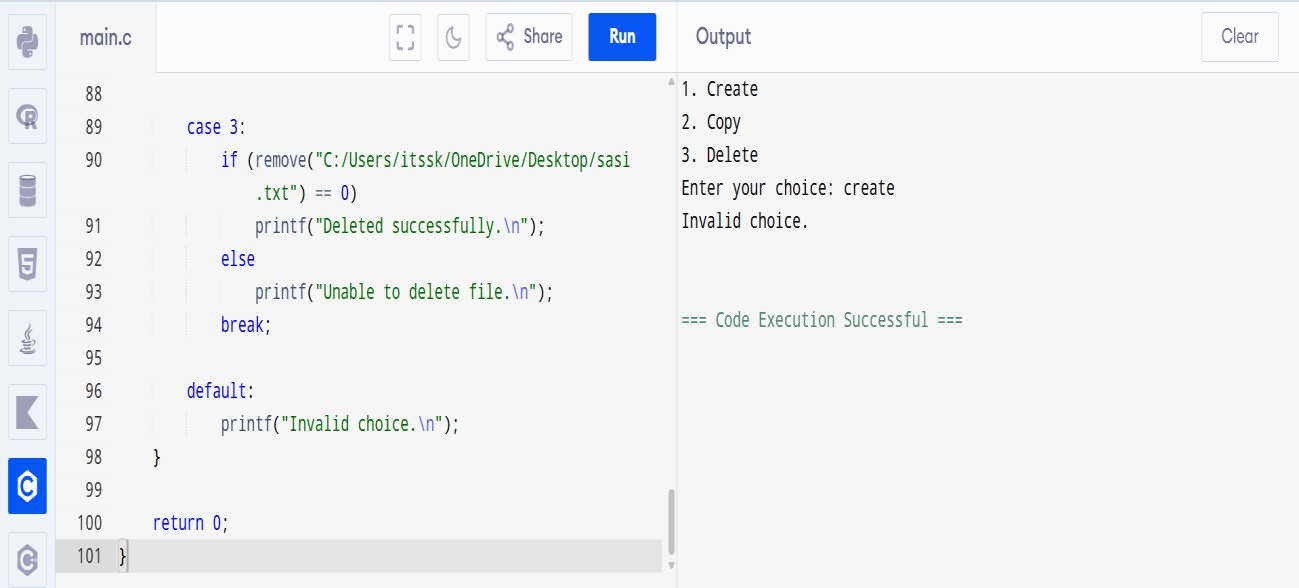 main.c
Share
Run
Output
Clear
88
89 case 3:
90 if (remove("C:/Users/itssk/OneDrive/Desktop/sasi
.txt") == 0)
91 printf("Deleted successfully.\n");
92 else
93 printf("Unable to delete file.\n");
94 break;
95
96 default:
97 printf("Invalid choice.\n");
98 }
99
100 return 0;
101 }
1. Create
2. Copy
3. Delete
Enter your choice: create
Invalid choice.
=== Code Execution Successful ===